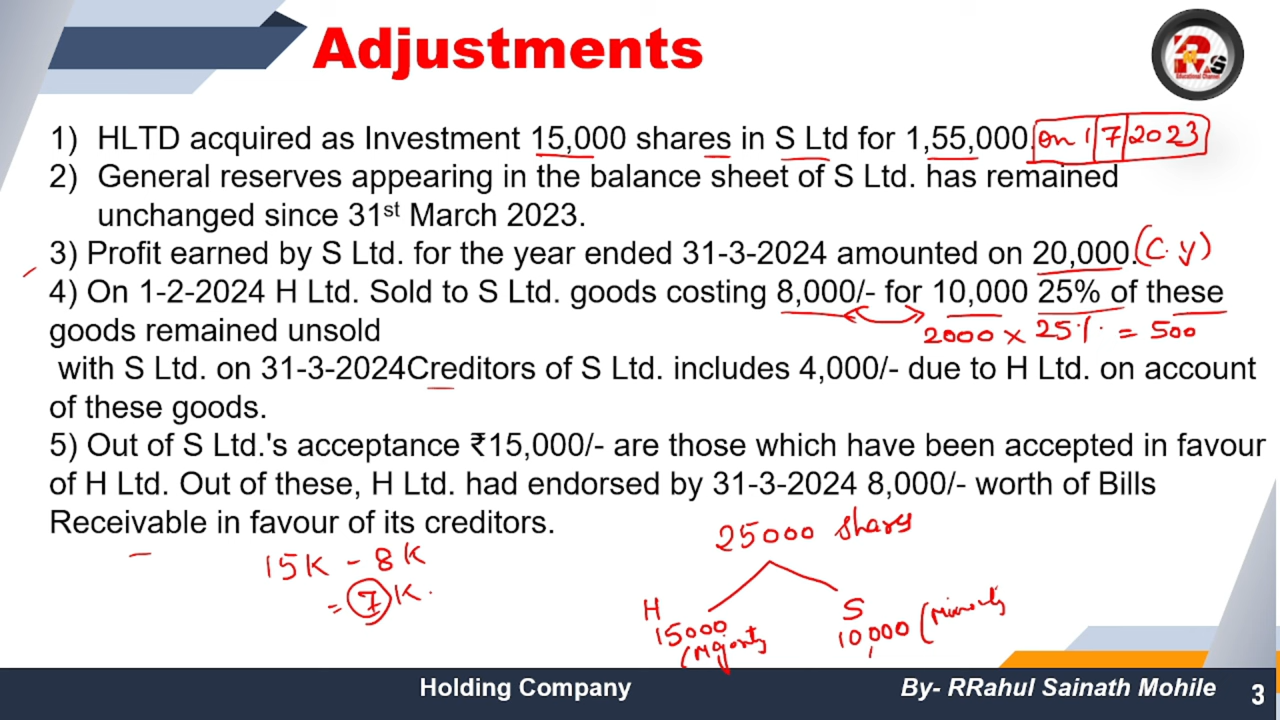 Adjustments
RMS
Educational Channel
1) HLTD acquired as Investment 15,000 shares in S Ltd for 1,55,000. on 1/7/2023
2) General reserves appearing in the balance sheet of S Ltd. has remained
unchanged since 31st March 2023.
3) Profit earned by S Ltd. for the year ended 31-3-2024 amounted on 20,000. (C.Y)
4) On 1-2-2024 H Ltd. Sold to S Ltd. goods costing 8,000/- for 10,000 25% of these
goods remained unsold
2000 x 25% = 500
with S Ltd. on 31-3-2024Creditors of S Ltd. includes 4,000/- due to H Ltd. on account
of these goods.
5) Out of S Ltd.'s acceptance ₹15,000/- are those which have been accepted in favour
of H Ltd. Out of these, H Ltd. had endorsed by 31-3-2024 8,000/- worth of Bills
Receivable in favour of its creditors.
25000 shares
15K - 8K
= 7K.
H S
15000 10,000 (Minority
(Majority
Holding Company By- RRahul Sainath Mohile 3